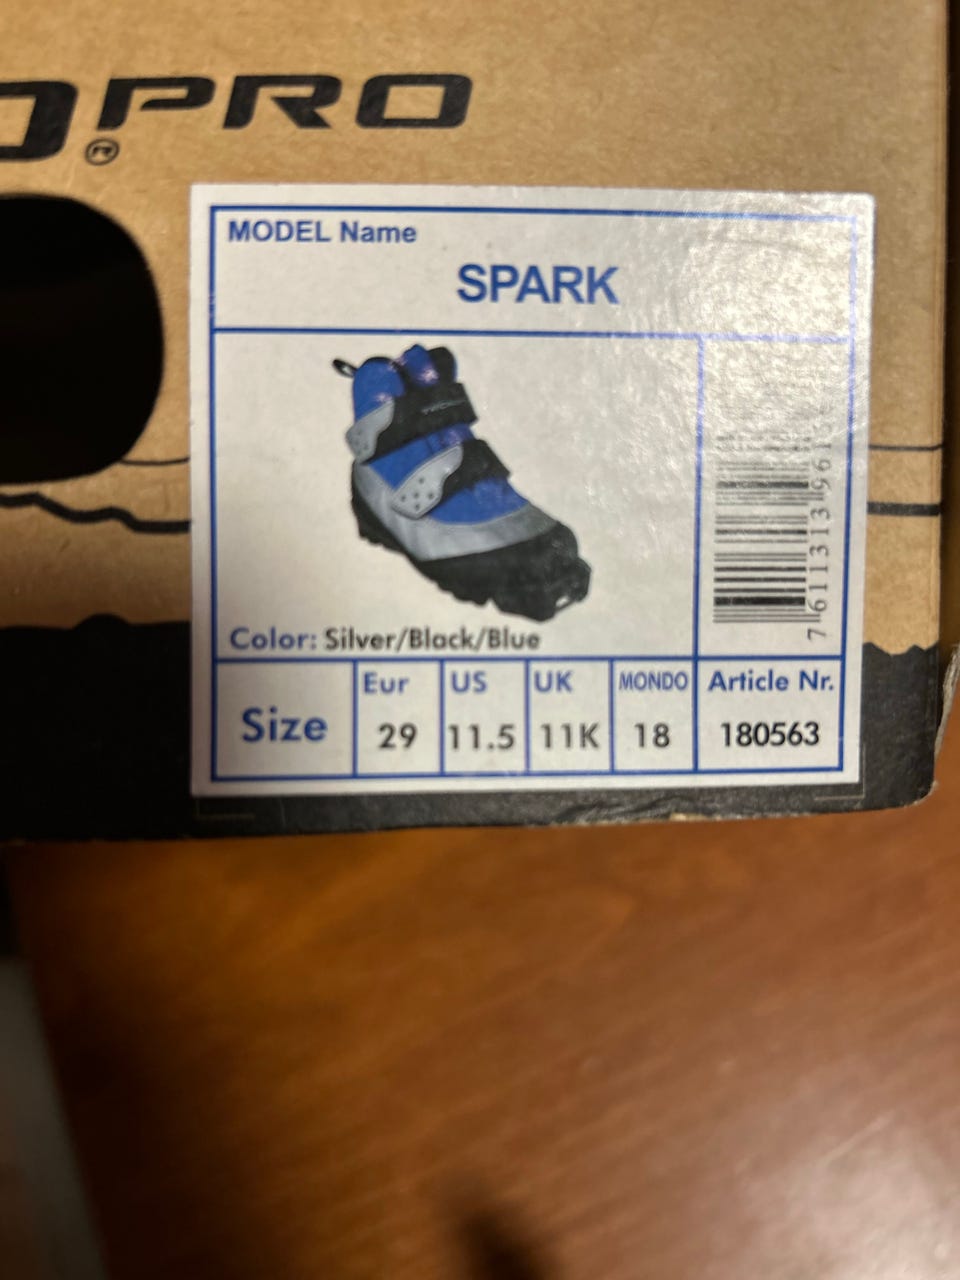 PRO
®
MODEL Name
SPARK
Color: Silver/Black/Blue
Size
Eur
29
US
11.5
UK
11K
MONDO
18
Article Nr.
180563